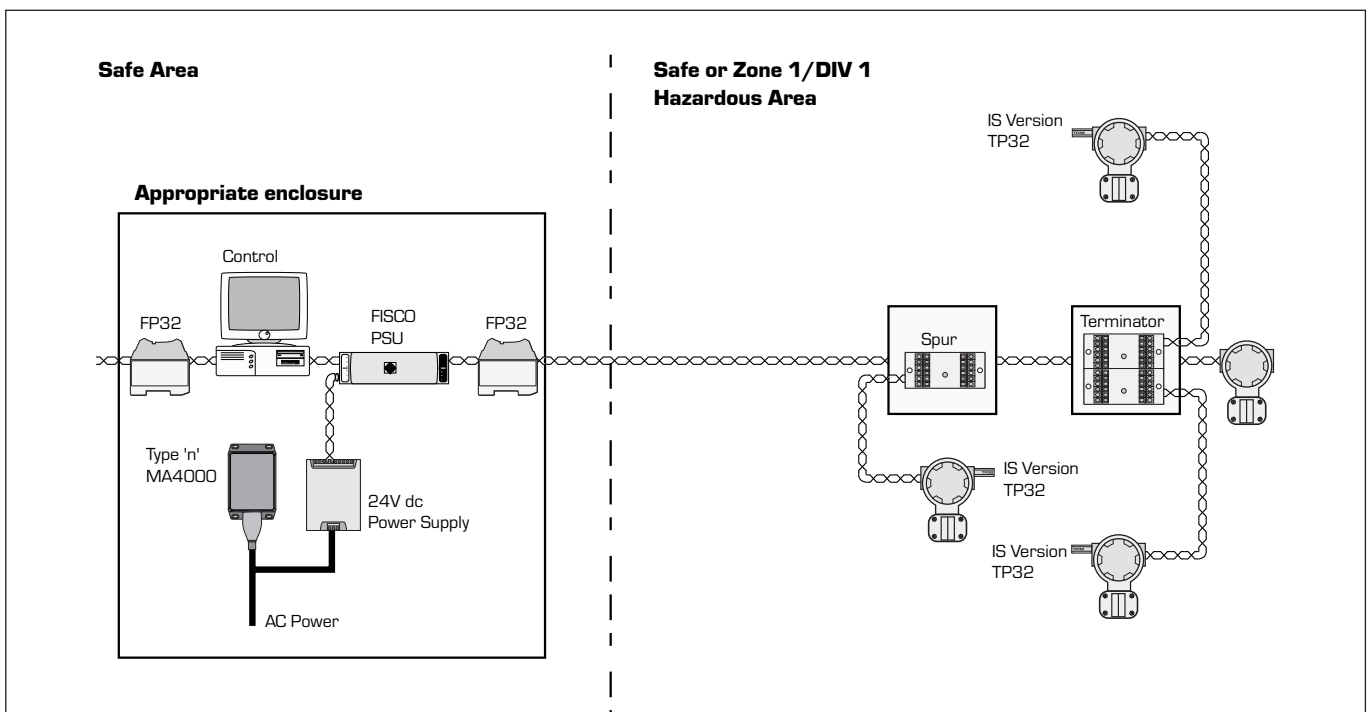 Safe Area
Safe or Zone 1/DIV 1
Hazardous Area
IS Version
TP32
Appropriate enclosure
Control
FP32
FISCO
PSU
FP32
Spur
Terminator
Type 'n'
MA4000
24V dc
Power Supply
AC Power
IS Version
TP32
IS Version
TP32